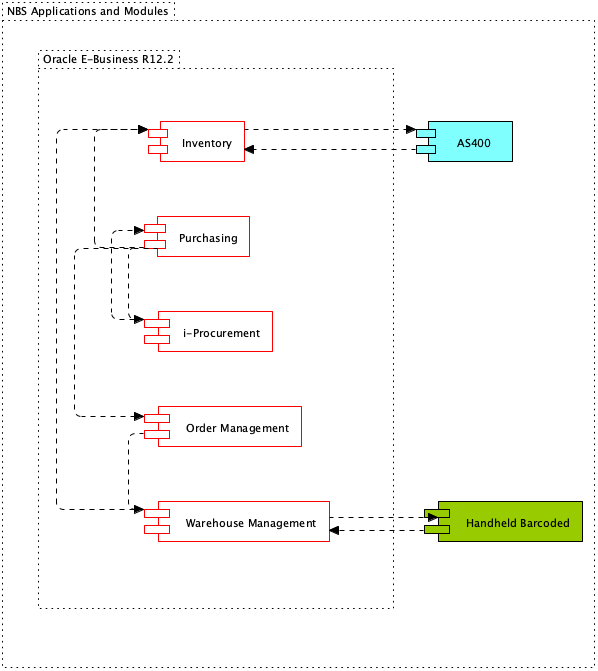 NBS Applications and Modules
Oracle E-Business R12.2
Inventory
AS400
Purchasing
i-Procurement
Order Management
Warehouse Management
Handheld Barcoded